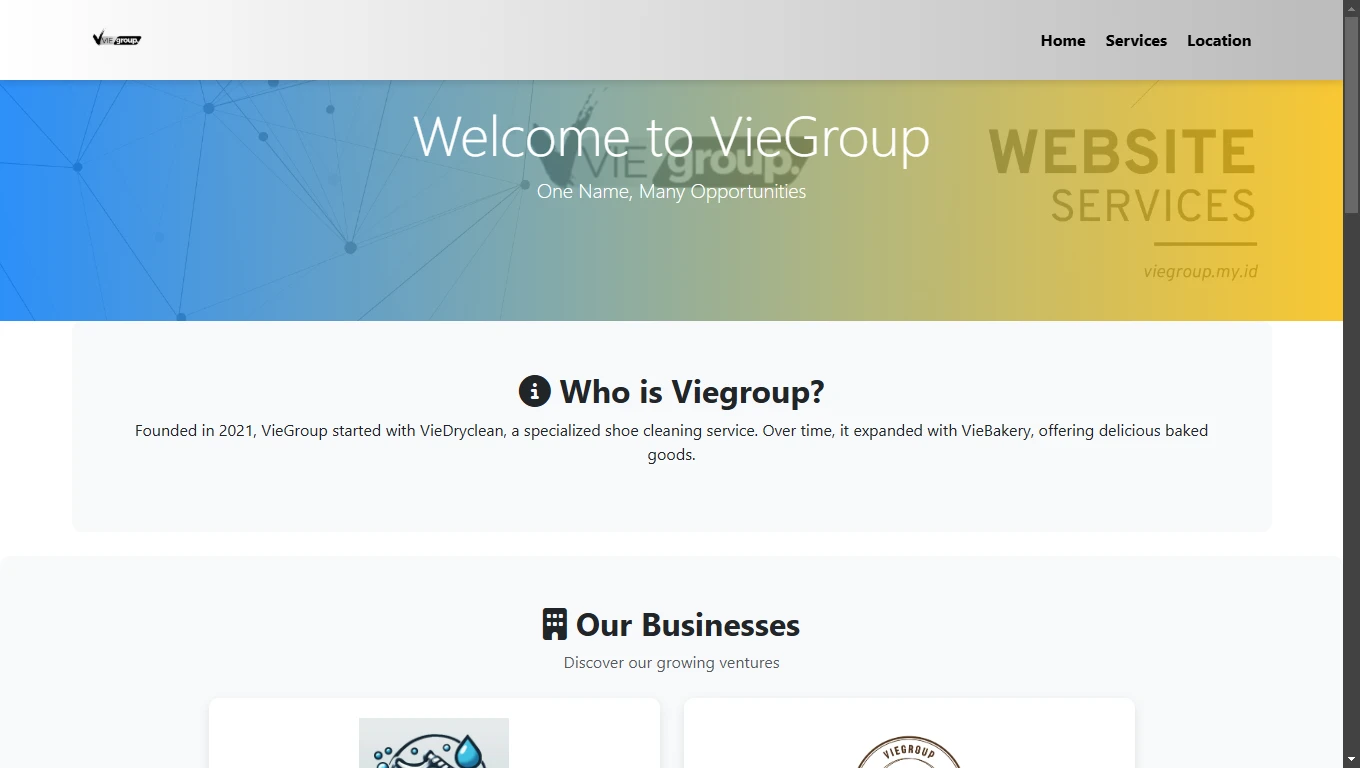 VIEgroup.
Home Services Location
Welcome to VieGroup
VIEgroup.
One Name, Many Opportunities
WEBSITE
SERVICES
viegroup.my.id
Who is Viegroup?
Founded in 2021, VieGroup started with VieDryclean, a specialized shoe cleaning service. Over time, it expanded with VieBakery, offering delicious baked
goods.
Our Businesses
Discover our growing ventures
VIEGROUP